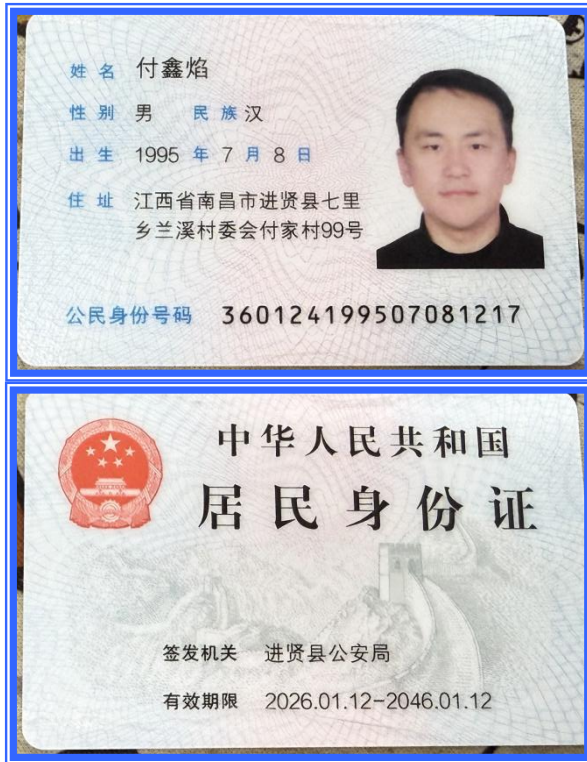 姓名 付鑫焰
性别 男 民族 汉
出生 1995 年 7 月 8 日
住址 江西省南昌市进贤县七里
乡兰溪村委会付家村99号
公民身份号码 360124199507081217
中华人民共和国
居民身份证
签发机关 进贤县公安局
有效期限 2026.01.12-2046.01.12